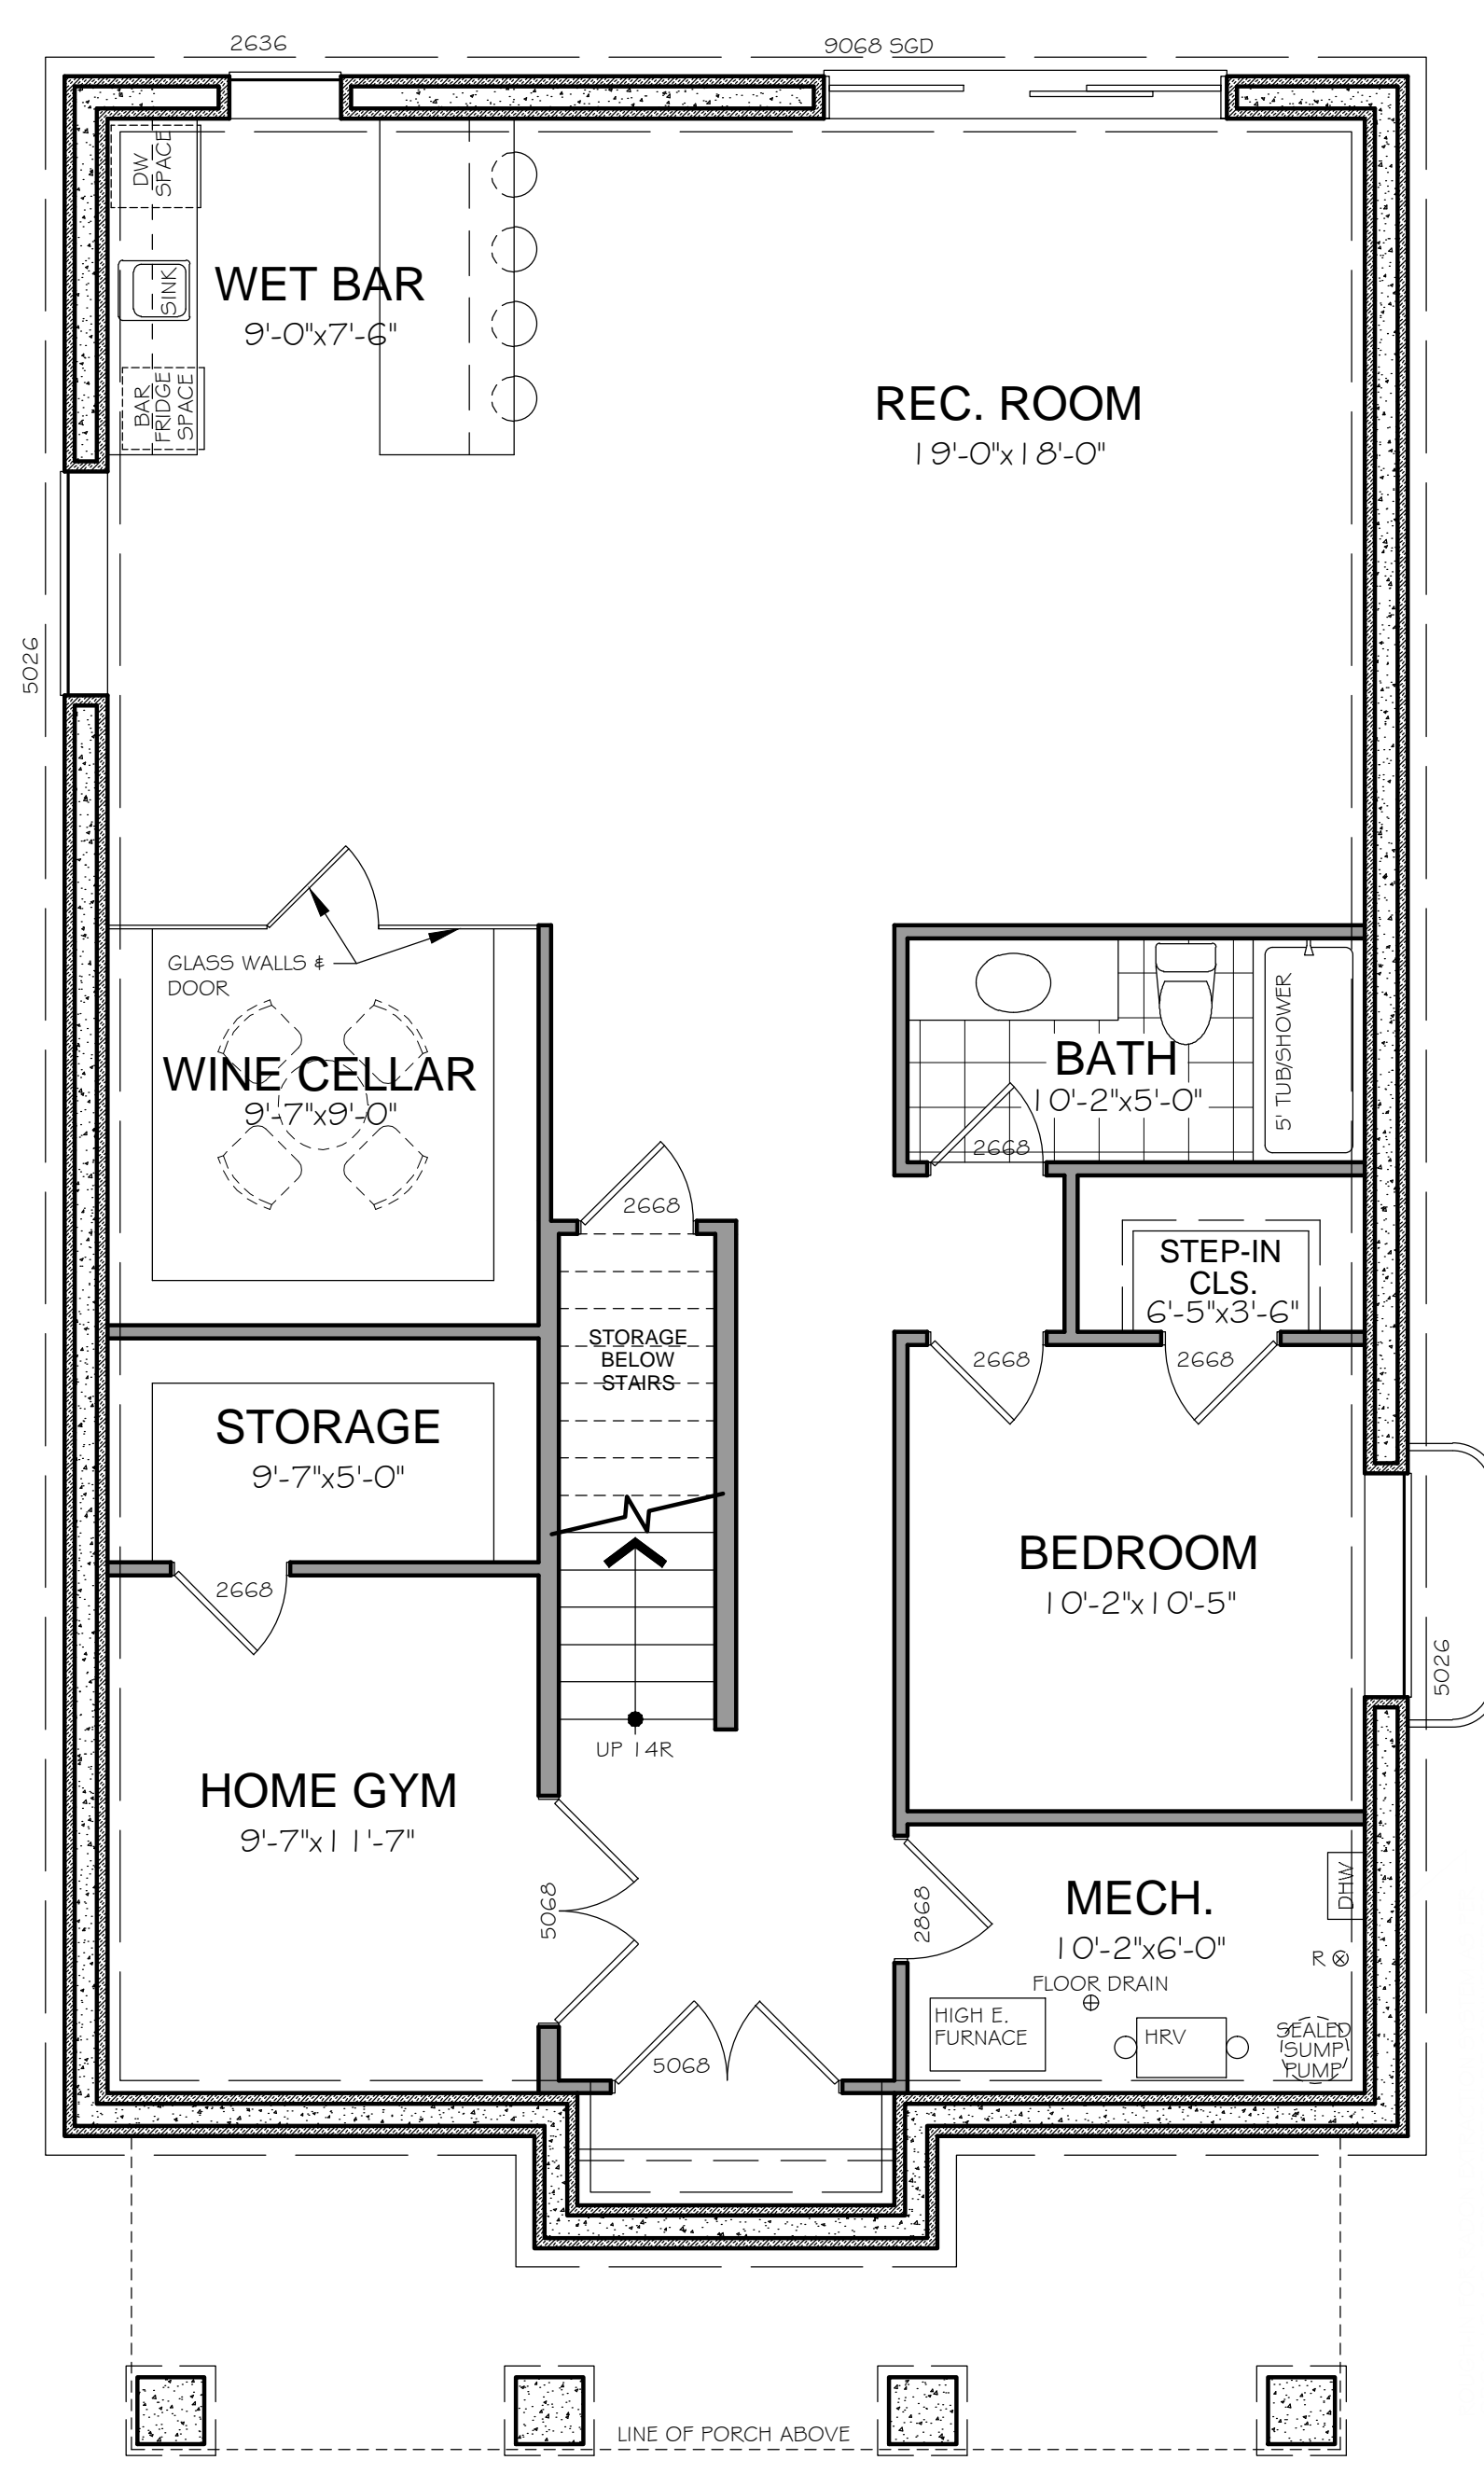 2636
9068 SGD
DW
SPACE
SINK
BAR
FRIDGE
SPACE
WET BAR
9'-0"x7'-6"
REC. ROOM
19'-0"x18'-0"
5026
GLASS WALLS &
DOOR
WINE CELLAR
9'-7"x9'-0"
BATH
10'-2"x5'-0"
5' TUB/SHOWER
2668
2668
STEP-IN
CLS.
6'-5"x3'-6"
STORAGE
BELOW
STAIRS
2668
2668
STORAGE
9'-7"x5'-0"
2668
BEDROOM
10'-2"x10'-5"
5026
UP 14R
HOME GYM
9'-7"x11'-7"
5068
2868
MECH.
10'-2"x6'-0"
DHW
R
FLOOR DRAIN
HIGH E.
FURNACE
HRV
SEALED
SUMP
PUMP
5068
LINE OF PORCH ABOVE